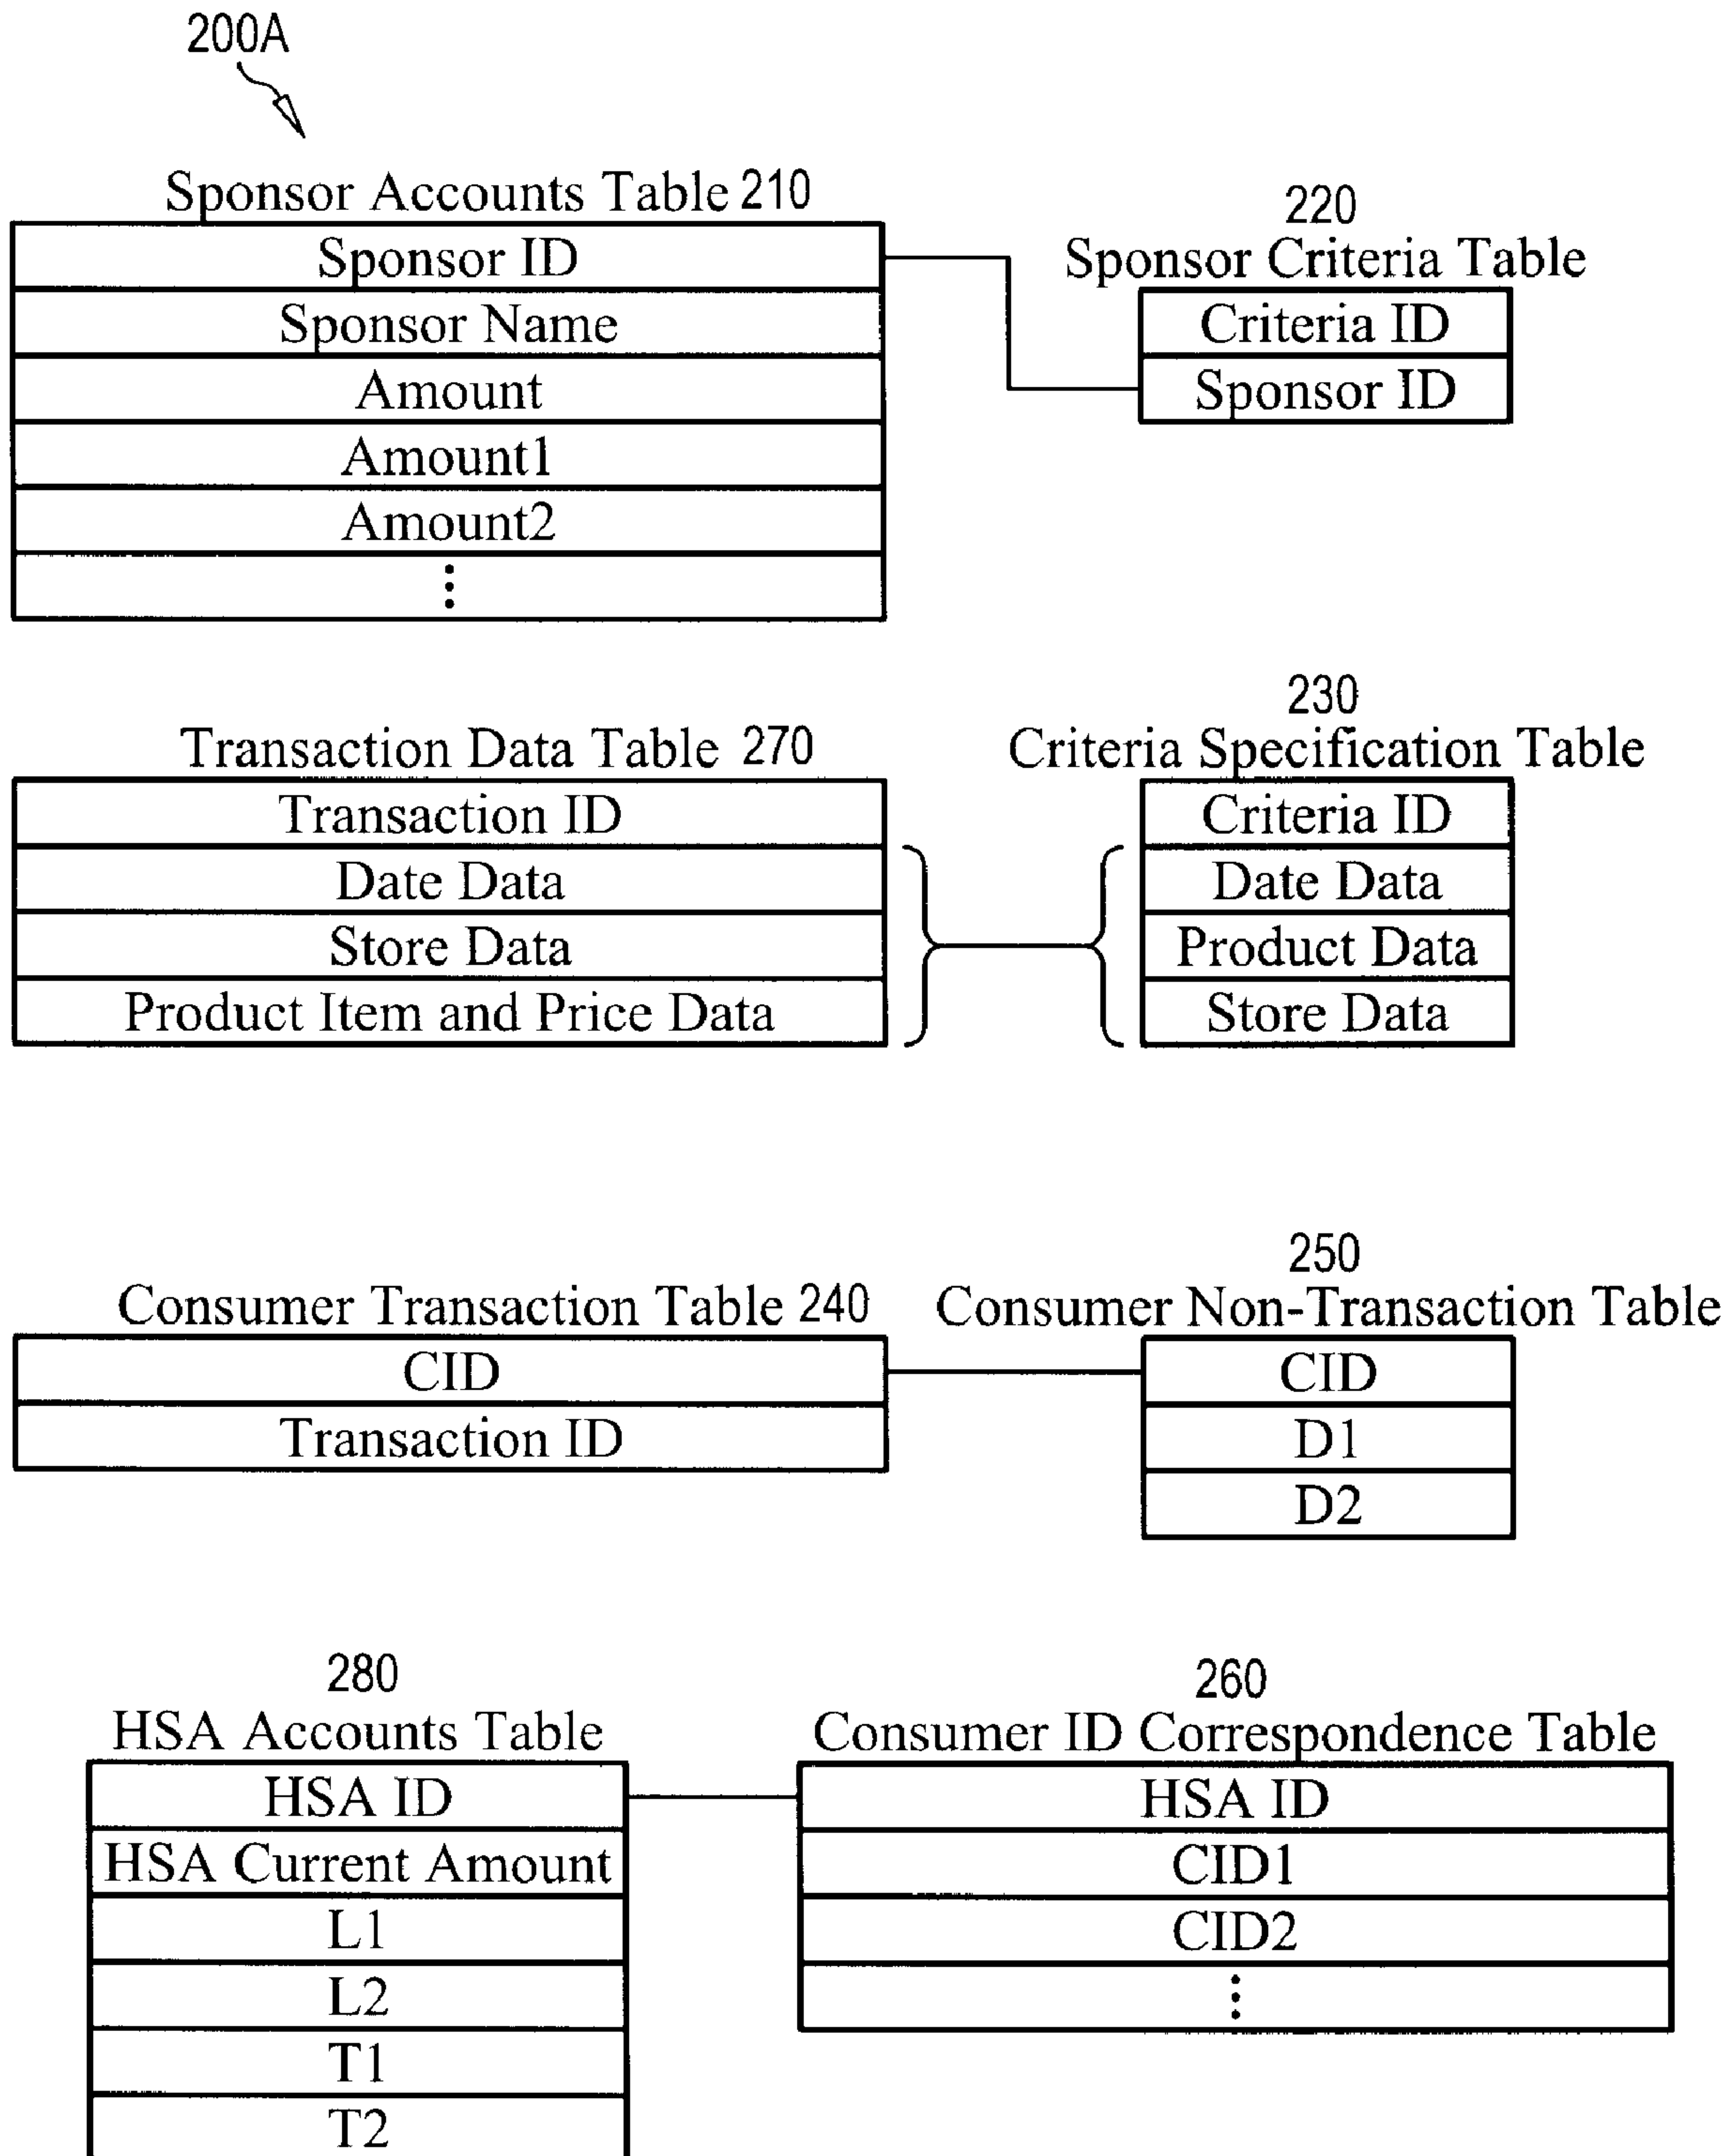 200A
Sponsor Accounts Table 210
Sponsor ID
Sponsor Name
Amount
Amount1
Amount2
⋮
220
Sponsor Criteria Table
Criteria ID
Sponsor ID
Transaction Data Table 270
Transaction ID
Date Data
Store Data
Product Item and Price Data
230
Criteria Specification Table
Criteria ID
Date Data
Product Data
Store Data
Consumer Transaction Table 240
CID
Transaction ID
250
Consumer Non-Transaction Table
CID
D1
D2
280
HSA Accounts Table
HSA ID
HSA Current Amount
L1
L2
T1
T2
260
Consumer ID Correspondence Table
HSA ID
CID1
CID2
⋮